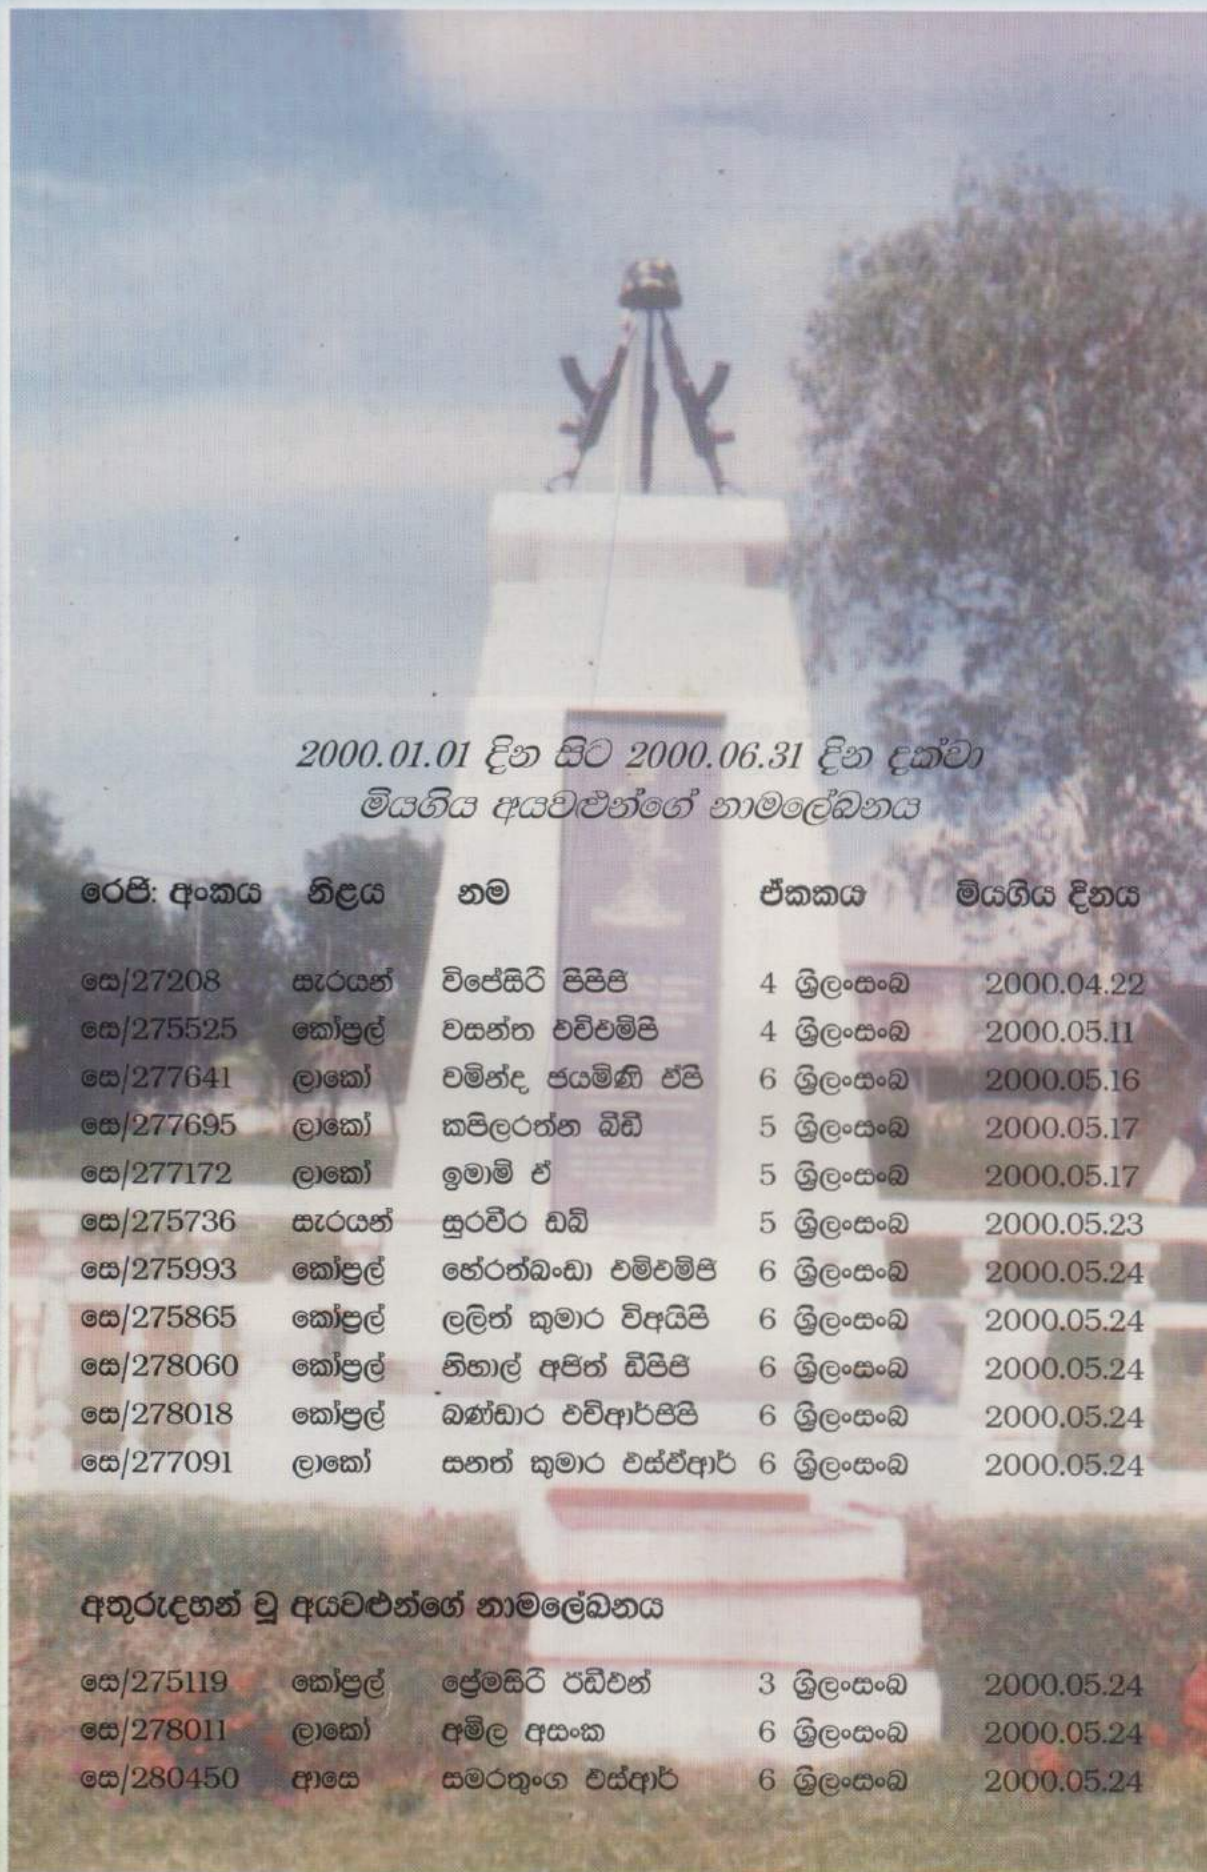 2000.01.01 දින සිට 2000.06.31 දින දක්වා
මියගිය අයවළුන්ගේ නාමලේඛනය
රෙජි: අංකය නිළය නම ඒකකය මියගිය දිනය
සෙ/27208 සැරයන් විජේසිරි පීපීජි 4 ශ්‍රීලංසංබ 2000.04.22
සෙ/275525 කෝප්‍රල් වසන්ත එච්එම්පී 4 ශ්‍රීලංසංබ 2000.05.11
සෙ/277641 ලාකෝ චමින්ද ජයමිණි ඒපි 6 ශ්‍රීලංසංබ 2000.05.16
සෙ/277695 ලාකෝ කපිලරත්න බීඩී 5 ශ්‍රීලංසංබ 2000.05.17
සෙ/277172 ලාකෝ ඉමාම් ඒ 5 ශ්‍රීලංසංබ 2000.05.17
සෙ/275736 සැරයන් සුරවීර ඩබ් 5 ශ්‍රීලංසංබ 2000.05.23
සෙ/275993 කෝප්‍රල් හේරත්බංඩා එම්එම්ජි 6 ශ්‍රීලංසංබ 2000.05.24
සෙ/275865 කෝප්‍රල් ලලිත් කුමාර විඅයිපී 6 ශ්‍රීලංසංබ 2000.05.24
සෙ/278060 කෝප්‍රල් නිහාල් අජිත් ඩීපීජි 6 ශ්‍රීලංසංබ 2000.05.24
සෙ/278018 කෝප්‍රල් බණ්ඩාර එච්ආර්ජිපි 6 ශ්‍රීලංසංබ 2000.05.24
සෙ/277091 ලාකෝ සනත් කුමාර එස්ඒආර් 6 ශ්‍රීලංසංබ 2000.05.24
අතුරුදහන් වූ අයවළුන්ගේ නාමලේඛනය
සෙ/275119 කෝප්‍රල් ප්‍රේමසිරි ඊඩීඑන් 3 ශ්‍රීලංසංබ 2000.05.24
සෙ/278011 ලාකෝ අමිල අසංක 6 ශ්‍රීලංසංබ 2000.05.24
සෙ/280450 ආසෙ සමරතුංග එස්ආර් 6 ශ්‍රීලංසංබ 2000.05.24